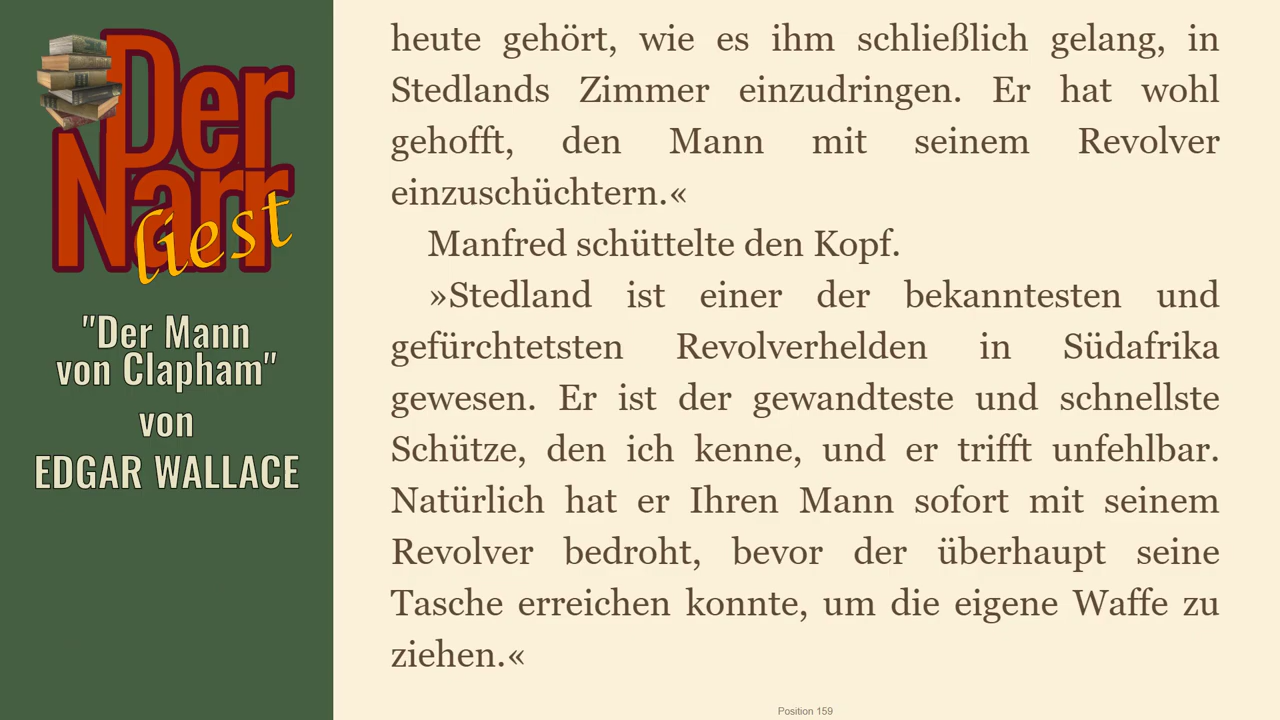 Der
Narr
liest
"Der Mann
von Clapham"
von
EDGAR WALLACE
heute gehört, wie es ihm schließlich gelang, in
Stedlands Zimmer einzudringen. Er hat wohl
gehofft, den Mann mit seinem Revolver
einzuschüchtern.«
Manfred schüttelte den Kopf.
»Stedland ist einer der bekanntesten und
gefürchtetsten Revolverhelden in Südafrika
gewesen. Er ist der gewandteste und schnellste
Schütze, den ich kenne, und er trifft unfehlbar.
Natürlich hat er Ihren Mann sofort mit seinem
Revolver bedroht, bevor der überhaupt seine
Tasche erreichen konnte, um die eigene Waffe zu
ziehen.«
Position 159